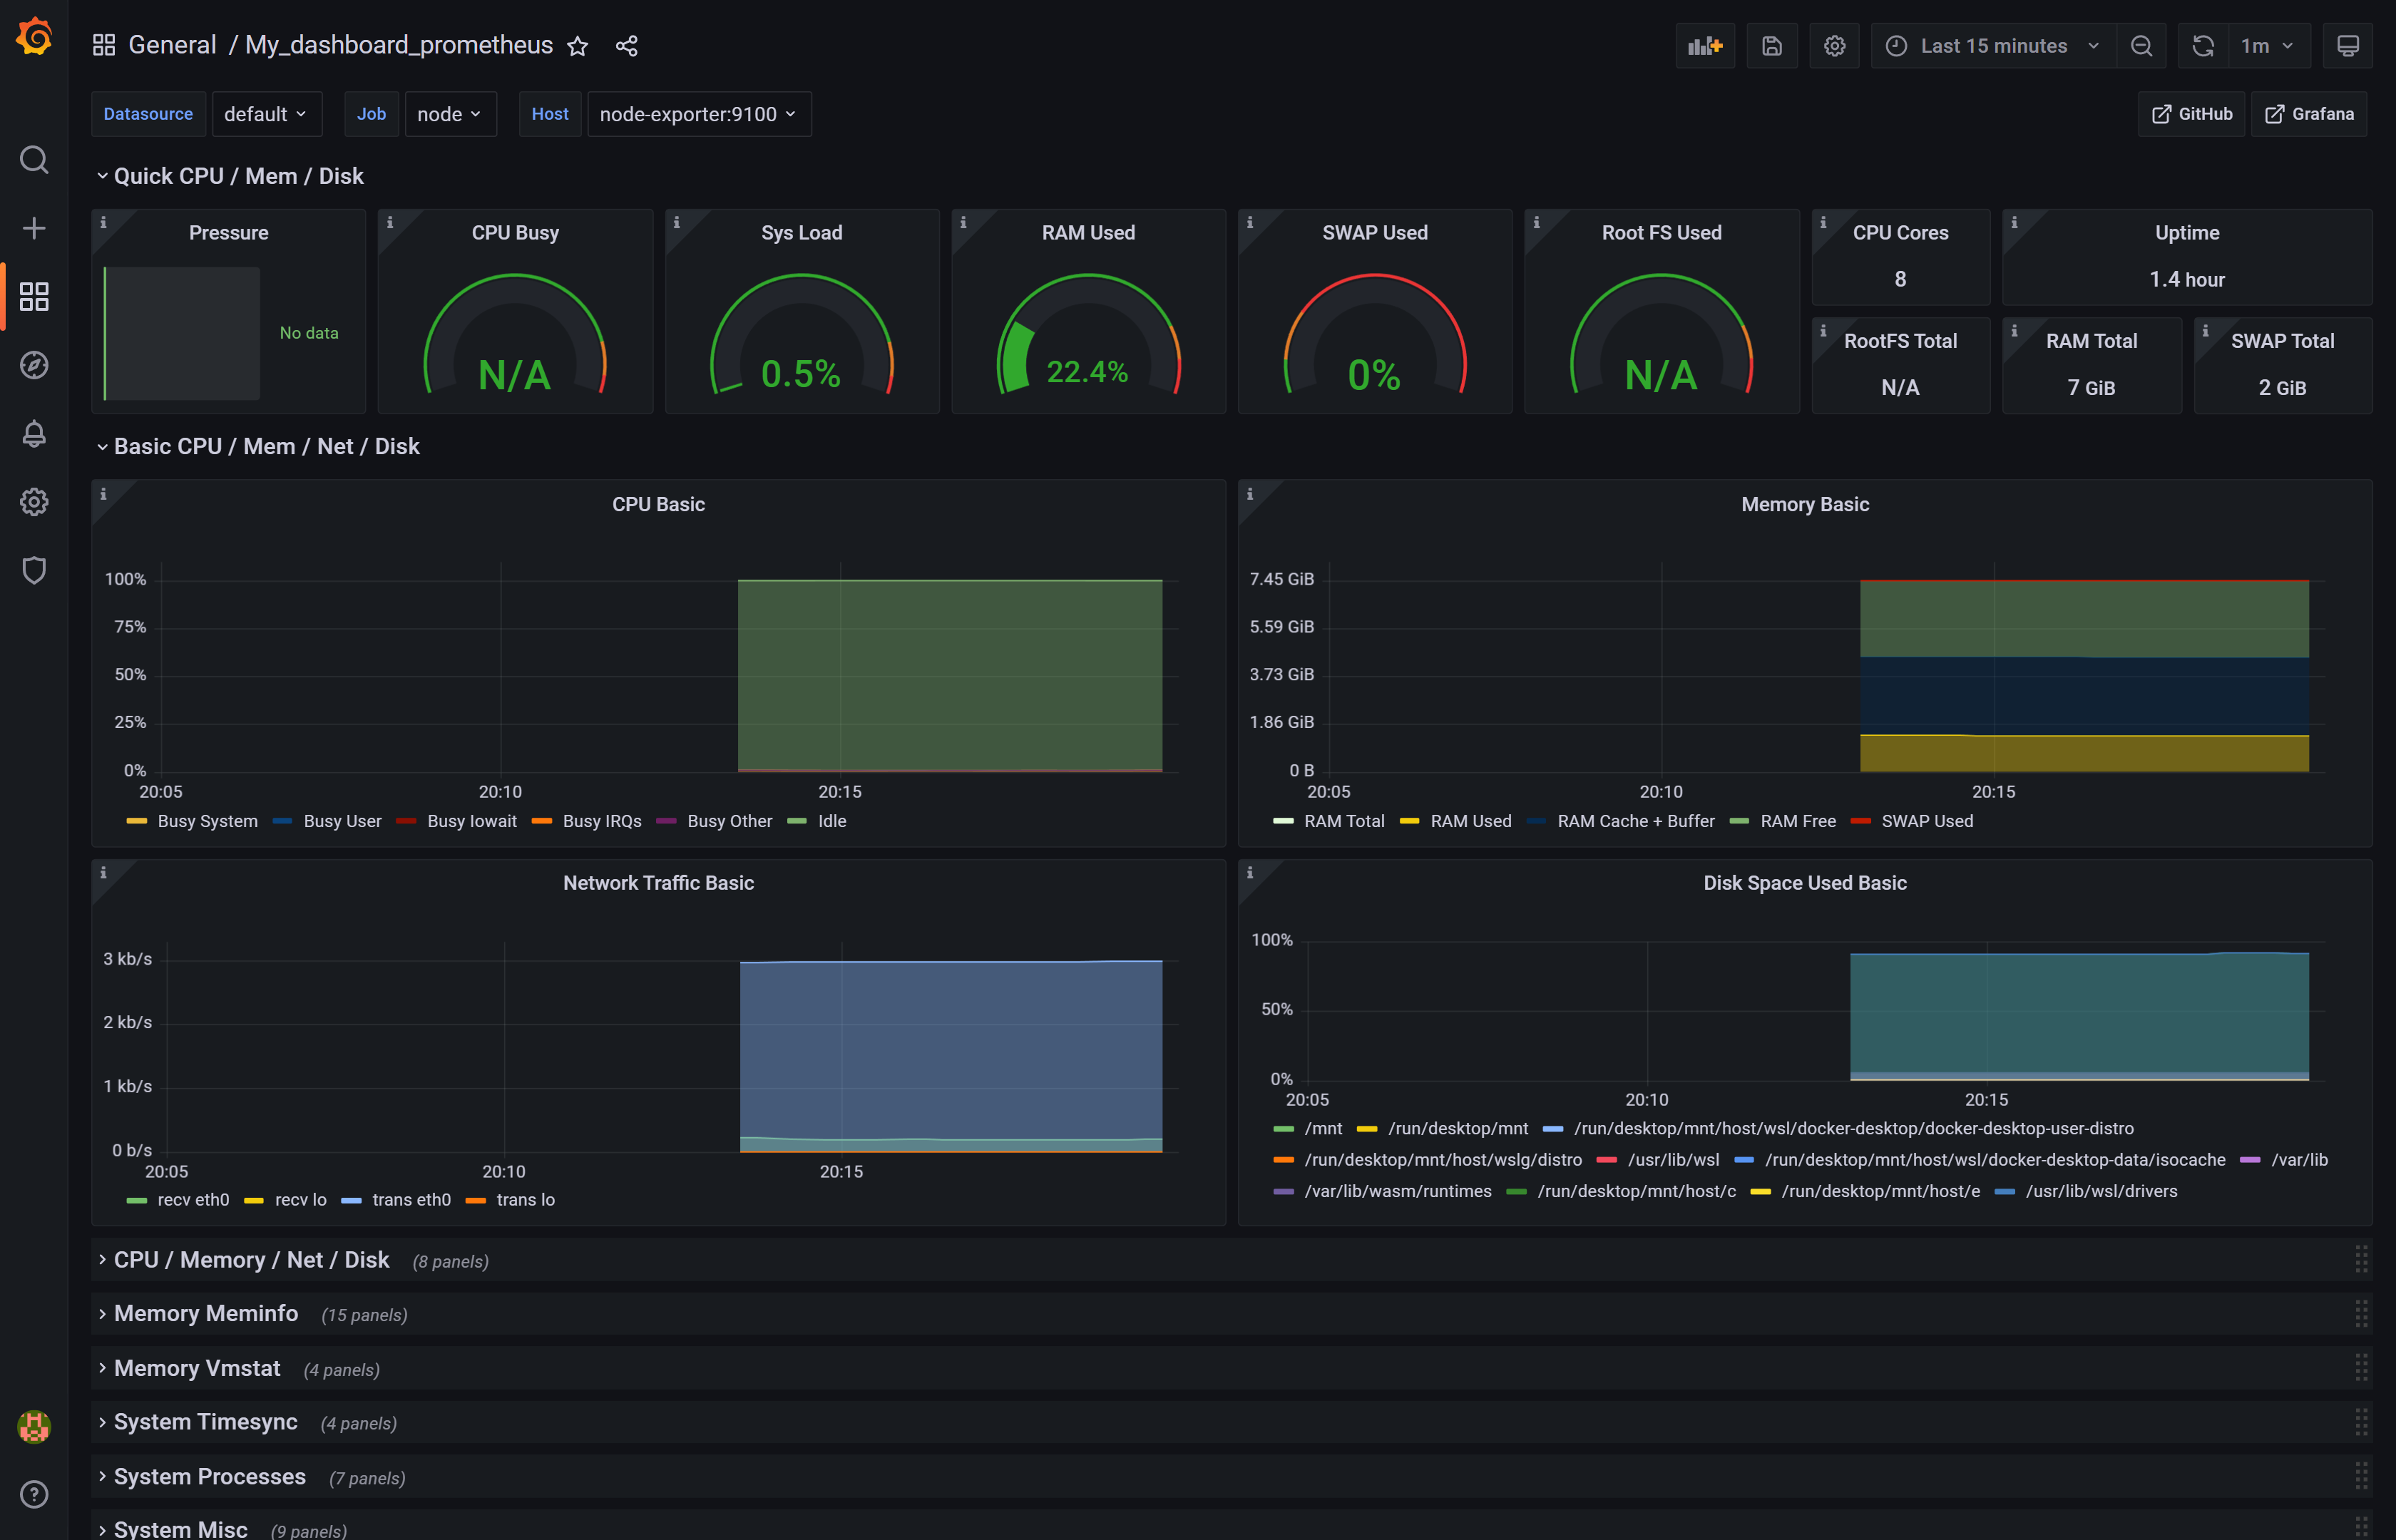 General / My_dashboard_prometheus
Last 15 minutes
1m
Datasource default Job node Host node-exporter:9100
GitHub Grafana
Quick CPU / Mem / Disk
Pressure
No data
CPU Busy
N/A
Sys Load
0.5%
RAM Used
22.4%
SWAP Used
0%
Root FS Used
N/A
CPU Cores
8
Uptime
1.4 hour
RootFS Total
N/A
RAM Total
7 GiB
SWAP Total
2 GiB
Basic CPU / Mem / Net / Disk
CPU Basic
100%
75%
50%
25%
0%
20:05 20:10 20:15
Busy System Busy User Busy Iowait Busy IRQs Busy Other Idle
Memory Basic
7.45 GiB
5.59 GiB
3.73 GiB
1.86 GiB
0 B
20:05 20:10 20:15
RAM Total RAM Used RAM Cache + Buffer RAM Free SWAP Used
Network Traffic Basic
3 kb/s
2 kb/s
1 kb/s
0 b/s
20:05 20:10 20:15
recv eth0 recv lo trans eth0 trans lo
Disk Space Used Basic
100%
50%
0%
20:05 20:10 20:15
/mnt /run/desktop/mnt /run/desktop/mnt/host/wsl/docker-desktop/docker-desktop-user-distro
/run/desktop/mnt/host/wslg/distro /usr/lib/wsl /run/desktop/mnt/host/wsl/docker-desktop-data/isocache /var/lib
/var/lib/wasm/runtimes /run/desktop/mnt/host/c /run/desktop/mnt/host/e /usr/lib/wsl/drivers
CPU / Memory / Net / Disk (8 panels)
Memory Meminfo (15 panels)
Memory Vmstat (4 panels)
System Timesync (4 panels)
System Processes (7 panels)
System Misc (9 panels)